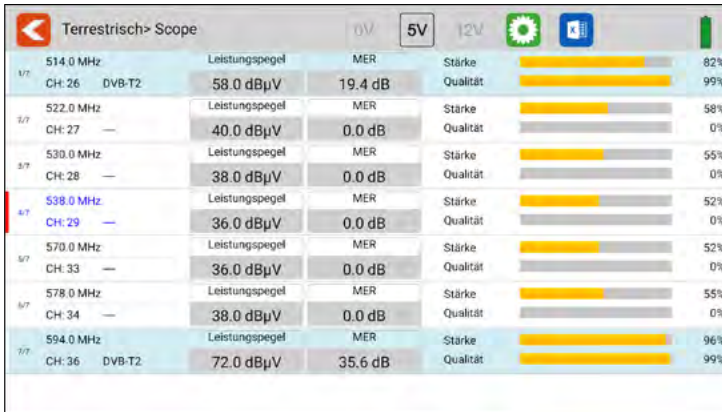 Terrestrisch> Scope 0V 5V 12V
514.0 MHz Leistungspegel MER Stärke 82%
1/7 CH: 26 DVB-T2 58.0 dBµV 19.4 dB Qualität 99%
522.0 MHz Leistungspegel MER Stärke 58%
2/7 CH: 27 — 40.0 dBµV 0.0 dB Qualität 0%
530.0 MHz Leistungspegel MER Stärke 55%
3/7 CH: 28 — 38.0 dBµV 0.0 dB Qualität 0%
538.0 MHz Leistungspegel MER Stärke 52%
4/7 CH: 29 — 36.0 dBµV 0.0 dB Qualität 0%
570.0 MHz Leistungspegel MER Stärke 52%
5/7 CH: 33 — 36.0 dBµV 0.0 dB Qualität 0%
578.0 MHz Leistungspegel MER Stärke 55%
6/7 CH: 34 — 38.0 dBµV 0.0 dB Qualität 0%
594.0 MHz Leistungspegel MER Stärke 96%
7/7 CH: 36 DVB-T2 72.0 dBµV 35.6 dB Qualität 99%